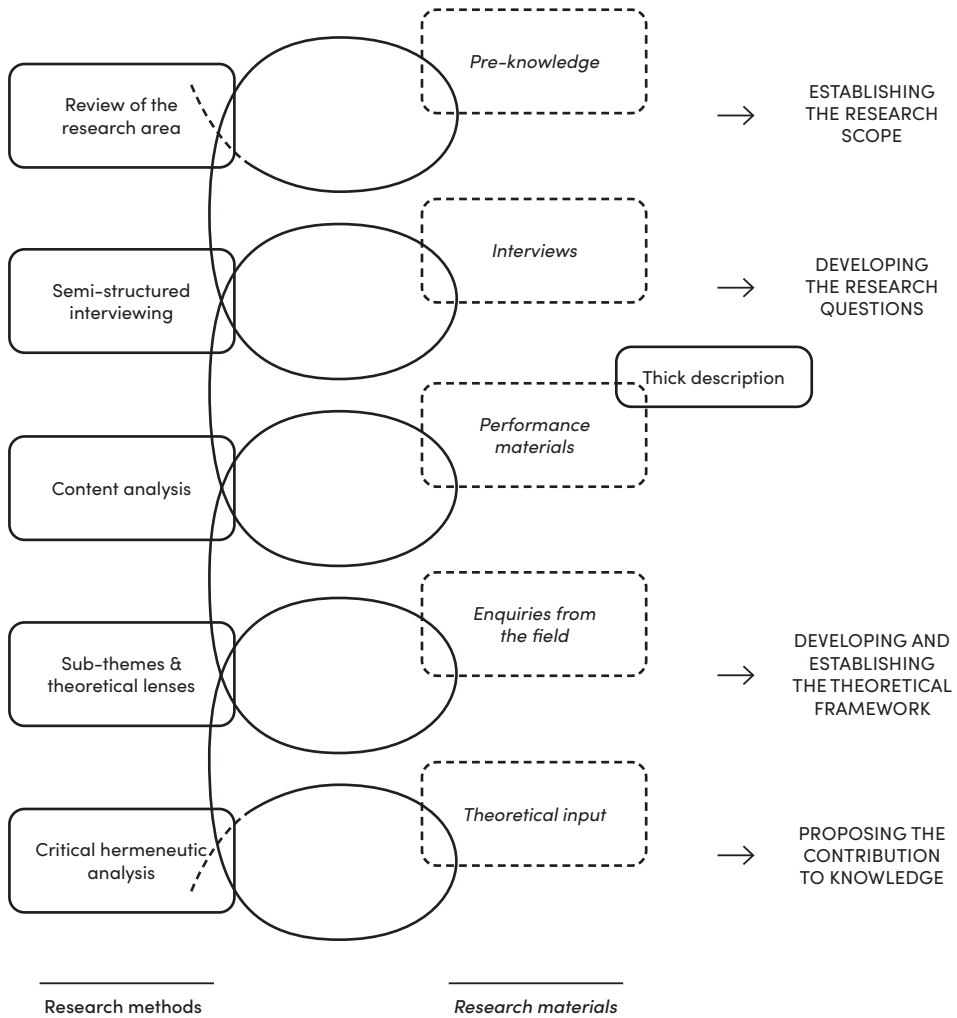 Review of the
research area
Pre-knowledge
ESTABLISHING
THE RESEARCH
SCOPE
Semi-structured
interviewing
Interviews
DEVELOPING
THE RESEARCH
QUESTIONS
Thick description
Content analysis
Performance
materials
Sub-themes &
theoretical lenses
Enquiries from
the field
DEVELOPING AND
ESTABLISHING
THE THEORETICAL
FRAMEWORK
Critical hermeneutic
analysis
Theoretical input
PROPOSING THE
CONTRIBUTION
TO KNOWLEDGE
Research methods
Research materials